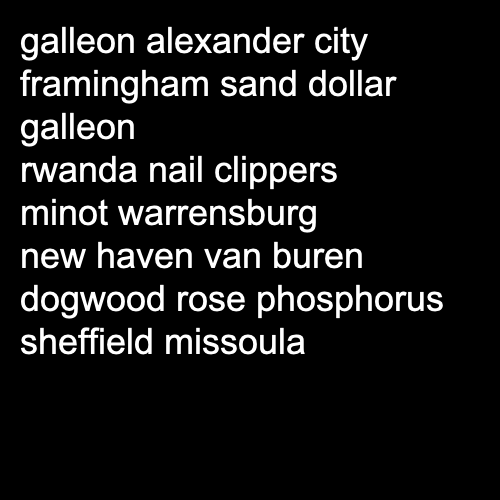 galleon alexander city
framingham sand dollar
galleon
rwanda nail clippers
minot warrensburg
new haven van buren
dogwood rose phosphorus
sheffield missoula